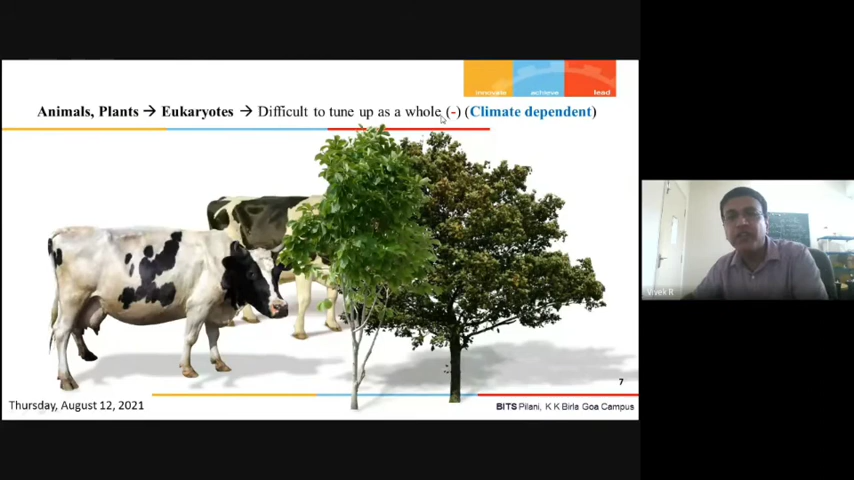 innovate achieve lead
Animals, Plants → Eukaryotes → Difficult to tune up as a whole (-) (Climate dependent)
Vivek R
7
Thursday, August 12, 2021
BITS Pilani, K K Birla Goa Campus